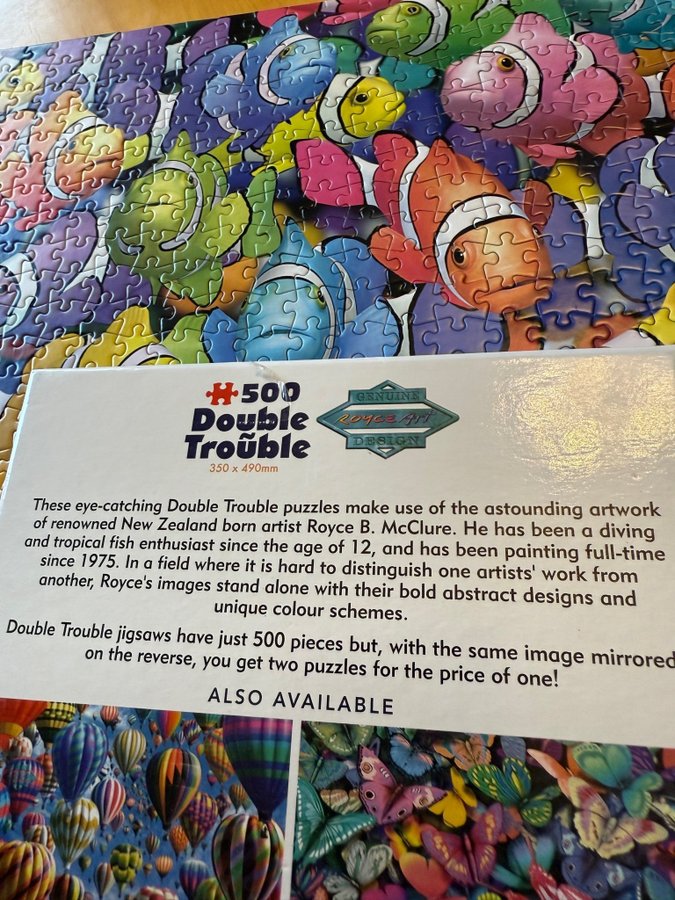 500
Double
Troũble
350 x 490mm
GENUINE
ROYCE ART
DESIGN
These eye-catching Double Trouble puzzles make use of the astounding artwork
of renowned New Zealand born artist Royce B. McClure. He has been a diving
and tropical fish enthusiast since the age of 12, and has been painting full-time
since 1975. In a field where it is hard to distinguish one artists' work from
another, Royce's images stand alone with their bold abstract designs and
unique colour schemes.
Double Trouble jigsaws have just 500 pieces but, with the same image mirrored
on the reverse, you get two puzzles for the price of one!
ALSO AVAILABLE